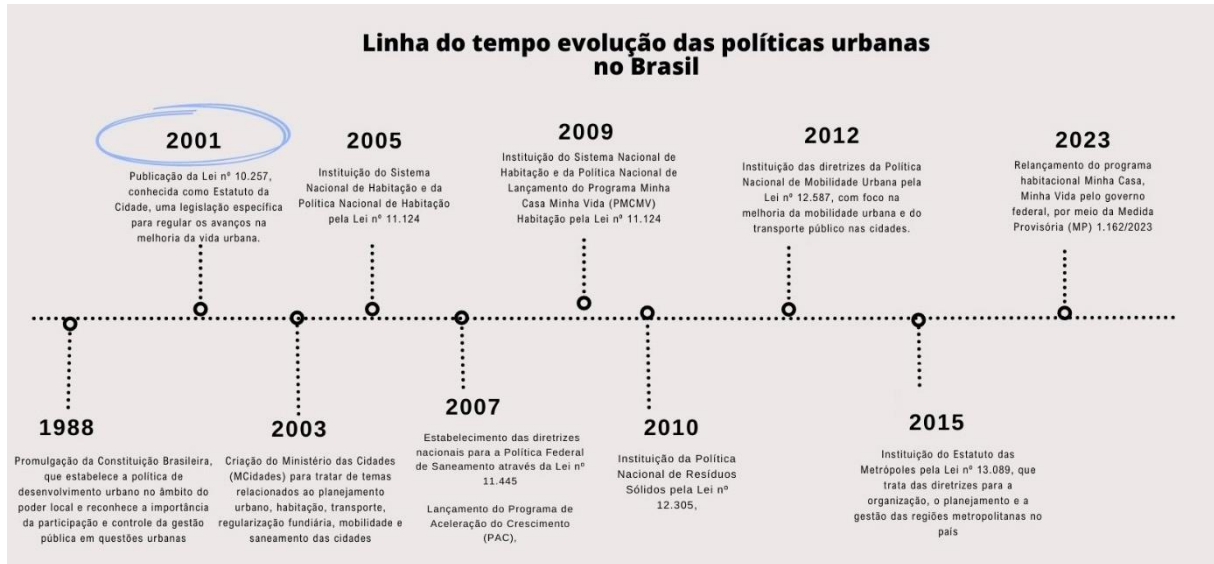 Linha do tempo evolução das políticas urbanas
no Brasil
2001
Publicação da Lei nº 10.257,
conhecida como Estatuto da
Cidade, uma legislação específica
para regular os avanços na
melhoria da vida urbana.
2005
Instituição do Sistema
Nacional de Habitação e da
Política Nacional de Habitação
pela Lei nº 11.124
2009
Instituição do Sistema Nacional de
Habitação e da Política Nacional de
Lançamento do Programa Minha
Casa Minha Vida (PMCMV)
Habitação pela Lei nº 11.124
2012
Instituição das diretrizes da Política
Nacional de Mobilidade Urbana pela
Lei nº 12.587, com foco na
melhoria da mobilidade urbana e do
transporte público nas cidades.
2023
Relançamento do programa
habitacional Minha Casa,
Minha Vida pelo governo
federal, por meio da Medida
Provisória (MP) 1.162/2023
1988
Promulgação da Constituição Brasileira,
que estabelece a política de
desenvolvimento urbano no âmbito do
poder local e reconhece a importância
da participação e controle da gestão
pública em questões urbanas
2003
Criação do Ministério das Cidades
(MCidades) para tratar de temas
relacionados ao planejamento
urbano, habitação, transporte,
regularização fundiária, mobilidade e
saneamento das cidades
2007
Estabelecimento das diretrizes
nacionais para a Política Federal
de Saneamento através da Lei nº
11.445
Lançamento do Programa de
Aceleração do Crescimento
(PAC),
2010
Instituição da Política
Nacional de Resíduos
Sólidos pela Lei nº
12.305,
2015
Instituição do Estatuto das
Metrópoles pela Lei nº 13.089, que
trata das diretrizes para a
organização, o planejamento e a
gestão das regiões metropolitanas no
país